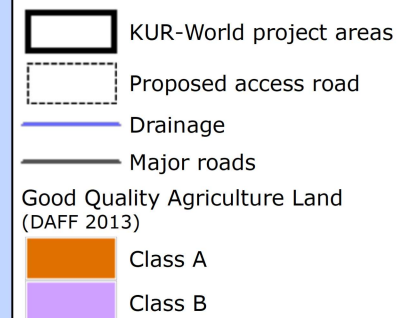 KUR-World project areas
Proposed access road
Drainage
Major roads
Good Quality Agriculture Land
(DAFF 2013)
Class A
Class B